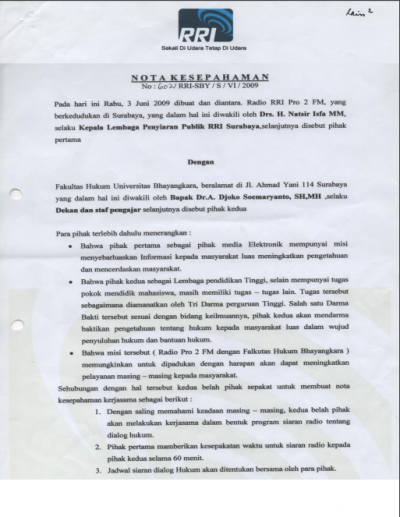 Lain²
RRI
Sekali Di Udara Tetap Di Udara
NOTA KESEPAHAMAN
No : 602/ RRI-SBY / S / VI / 2009
Pada hari ini Rabu, 3 Juni 2009 dibuat dan diantara. Radio RRI Pro 2 FM, yang
berkedudukan di Surabaya, yang dalam hal ini diwakili oleh Drs. H. Natsir Isfa MM,
selaku Kepala Lembaga Penyiaran Publik RRI Surabaya,selanjutnya disebut pihak
pertama
Dengan
Fakultas Hukum Universitas Bhayangkara, beralamat di Jl. Ahmad Yani 114 Surabaya
yang dalam hal ini diwakili oleh Bapak Dr.A. Djoko Soemaryanto, SH,MH ,selaku
Dekan dan staf pengajar selanjutnya disebut pihak kedua
Para pihak terlebih dahulu menerangkan :
• Bahwa pihak pertama sebagai pihak media Elektronik mempunyai misi
menyebarluaskan Informasi kepada masyarakat luas meningkatkan pengetahuan
dan mencerdaskan masyarakat.
• Bahwa pihak kedua sebagai Lembaga pendidikan Tinggi, selain mempunyai tugas
pokok mendidik mahasiswa, masih memiliki tugas – tugas lain. Tugas tersebut
sebagaimana diamanatkan oleh Tri Darma perguruan Tinggi. Salah satu Darma
Bakti tersebut sesuai dengan bidang keilmuannya, pihak kedua akan mendarma
baktikan pengetahuan tentang hukum kepada masyarakat luas dalam wujud
penyuluhan hukum dan bantuan hukum.
• Bahwa misi tersebut ( Radio Pro 2 FM dengan Falkutas Hukum Bhayangkara )
memungkinkan untuk dipadukan dengan harapan akan dapat meningkatkan
pelayanan masing – masing kepada masyarakat.
Sehubungan dengan hal tersebut kedua belah pihak sepakat untuk membuat nota
kesepahaman kerjasama sebagai berikut :
1. Dengan saling memahami keadaan masing – masing, kedua belah pihak
akan melakukan kerjasama dalam bentuk program siaran radio tentang
dialog hukum.
2. Pihak pertama mamberikan kesepakatan waktu untuk siaran radio kepada
pihak kedua selama 60 menit.
3. Jadwal siaran dialog Hukum akan ditentukan bersama oleh para pihak.